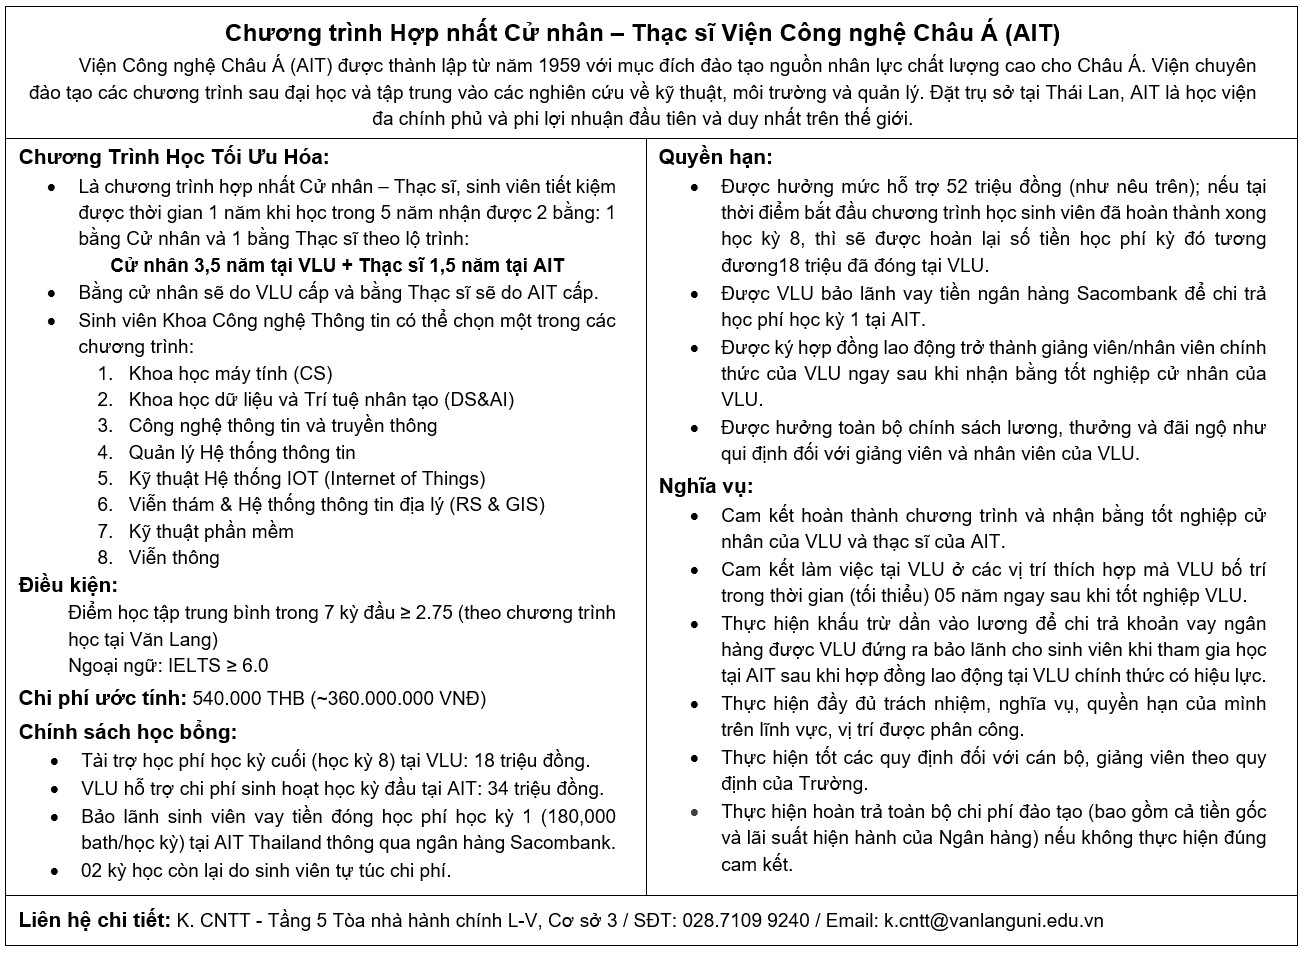 Chương trình Hợp nhất Cử nhân – Thạc sĩ Viện Công nghệ Châu Á (AIT)
Viện Công nghệ Châu Á (AIT) được thành lập từ năm 1959 với mục đích đào tạo nguồn nhân lực chất lượng cao cho Châu Á. Viện chuyên
đào tạo các chương trình sau đại học và tập trung vào các nghiên cứu về kỹ thuật, môi trường và quản lý. Đặt trụ sở tại Thái Lan, AIT là học viện
đa chính phủ và phi lợi nhuận đầu tiên và duy nhất trên thế giới.
Chương Trình Học Tối Ưu Hóa:
• Là chương trình hợp nhất Cử nhân – Thạc sĩ, sinh viên tiết kiệm
được thời gian 1 năm khi học trong 5 năm nhận được 2 bằng: 1
bằng Cử nhân và 1 bằng Thạc sĩ theo lộ trình:
Cử nhân 3,5 năm tại VLU + Thạc sĩ 1,5 năm tại AIT
• Bằng cử nhân sẽ do VLU cấp và bằng Thạc sĩ sẽ do AIT cấp.
• Sinh viên Khoa Công nghệ Thông tin có thể chọn một trong các
chương trình:
1. Khoa học máy tính (CS)
2. Khoa học dữ liệu và Trí tuệ nhân tạo (DS&AI)
3. Công nghệ thông tin và truyền thông
4. Quản lý Hệ thống thông tin
5. Kỹ thuật Hệ thống IOT (Internet of Things)
6. Viễn thám & Hệ thống thông tin địa lý (RS & GIS)
7. Kỹ thuật phần mềm
8. Viễn thông
Điều kiện:
Điểm học tập trung bình trong 7 kỳ đầu ≥ 2.75 (theo chương trình
học tại Văn Lang)
Ngoại ngữ: IELTS ≥ 6.0
Chi phí ước tính: 540.000 THB (~360.000.000 VNĐ)
Chính sách học bổng:
• Tài trợ học phí học kỳ cuối (học kỳ 8) tại VLU: 18 triệu đồng.
• VLU hỗ trợ chi phí sinh hoạt học kỳ đầu tại AIT: 34 triệu đồng.
• Bảo lãnh sinh viên vay tiền đóng học phí học kỳ 1 (180,000
bath/học kỳ) tại AIT Thailand thông qua ngân hàng Sacombank.
• 02 kỳ học còn lại do sinh viên tự túc chi phí.
Quyền hạn:
• Được hưởng mức hỗ trợ 52 triệu đồng (như nêu trên); nếu tại
thời điểm bắt đầu chương trình học sinh viên đã hoàn thành xong
học kỳ 8, thì sẽ được hoàn lại số tiền học phí kỳ đó tương
đương18 triệu đã đóng tại VLU.
• Được VLU bảo lãnh vay tiền ngân hàng Sacombank để chi trả
học phí học kỳ 1 tại AIT.
• Được ký hợp đồng lao động trở thành giảng viên/nhân viên chính
thức của VLU ngay sau khi nhận bằng tốt nghiệp cử nhân của
VLU.
• Được hưởng toàn bộ chính sách lương, thưởng và đãi ngộ như
qui định đối với giảng viên và nhân viên của VLU.
Nghĩa vụ:
• Cam kết hoàn thành chương trình và nhận bằng tốt nghiệp cử
nhân của VLU và thạc sĩ của AIT.
• Cam kết làm việc tại VLU ở các vị trí thích hợp mà VLU bố trí
trong thời gian (tối thiểu) 05 năm ngay sau khi tốt nghiệp VLU.
• Thực hiện khấu trừ dần vào lương để chi trả khoản vay ngân
hàng được VLU đứng ra bảo lãnh cho sinh viên khi tham gia học
tại AIT sau khi hợp đồng lao động tại VLU chính thức có hiệu lực.
• Thực hiện đầy đủ trách nhiệm, nghĩa vụ, quyền hạn của mình
trên lĩnh vực, vị trí được phân công.
• Thực hiện tốt các quy định đối với cán bộ, giảng viên theo quy
định của Trường.
• Thực hiện hoàn trả toàn bộ chi phí đào tạo (bao gồm cả tiền gốc
và lãi suất hiện hành của Ngân hàng) nếu không thực hiện đúng
cam kết.
Liên hệ chi tiết: K. CNTT - Tầng 5 Tòa nhà hành chính L-V, Cơ sở 3 / SĐT: 028.7109 9240 / Email: k.cntt@vanlanguni.edu.vn